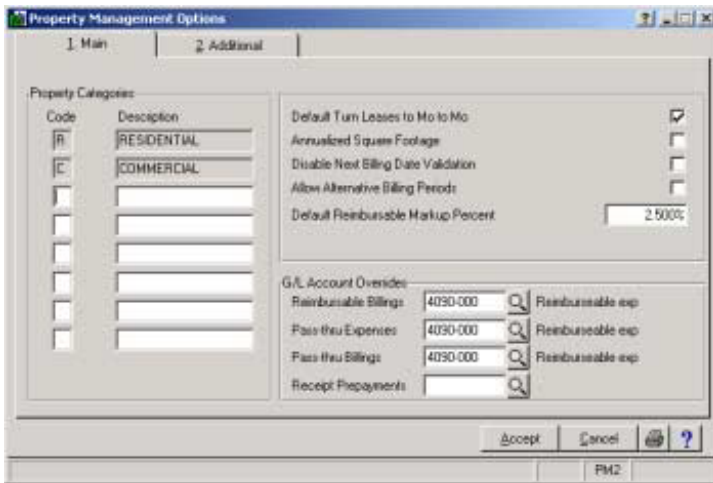 Property Management Options
1. Main
2. Additional
Property Categories
Code Description
R RESIDENTIAL
C COMMERCIAL
Default Turn Leases to Mo to Mo
Annualized Square Footage
Disable Next Billing Date Validation
Allow Alternative Billing Periods
Default Reimbursable Markup Percent 2.500%
G/L Account Overrides
Reimbursable Billings 4090-000 Reimburseable exp
Pass-thru Expenses 4090-000 Reimburseable exp
Pass-thru Billings 4090-000 Reimburseable exp
Receipt Prepayments
Accept Cancel ?
PM2